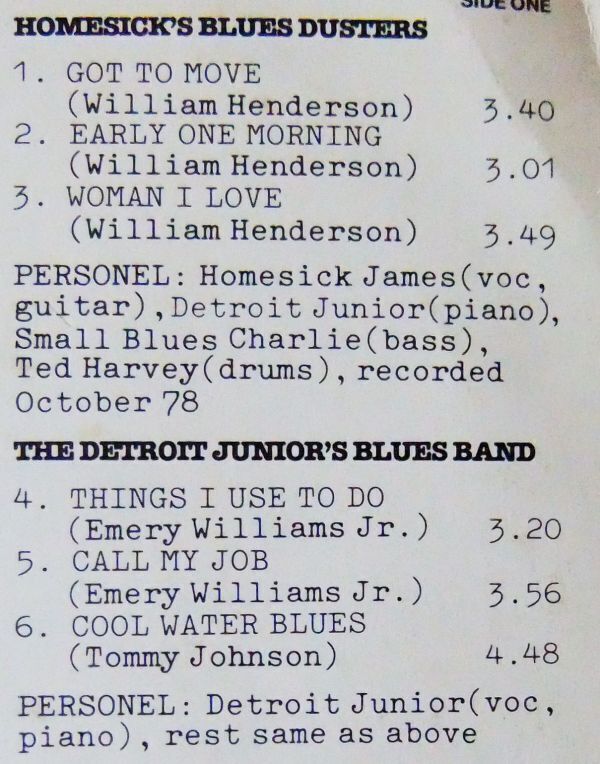 SIDE ONE
HOMESICK'S BLUES DUSTERS
1. GOT TO MOVE
(William Henderson) 3.40
2. EARLY ONE MORNING
(William Henderson) 3.01
3. WOMAN I LOVE
(William Henderson) 3.49
PERSONEL: Homesick James(voc,
guitar),Detroit Junior(piano),
Small Blues Charlie(bass),
Ted Harvey(drums), recorded
October 78
THE DETROIT JUNIOR'S BLUES BAND
4. THINGS I USE TO DO
(Emery Williams Jr.) 3.20
5. CALL MY JOB
(Emery Williams Jr.) 3.56
6. COOL WATER BLUES
(Tommy Johnson) 4.48
PERSONEL: Detroit Junior(voc,
piano), rest same as above